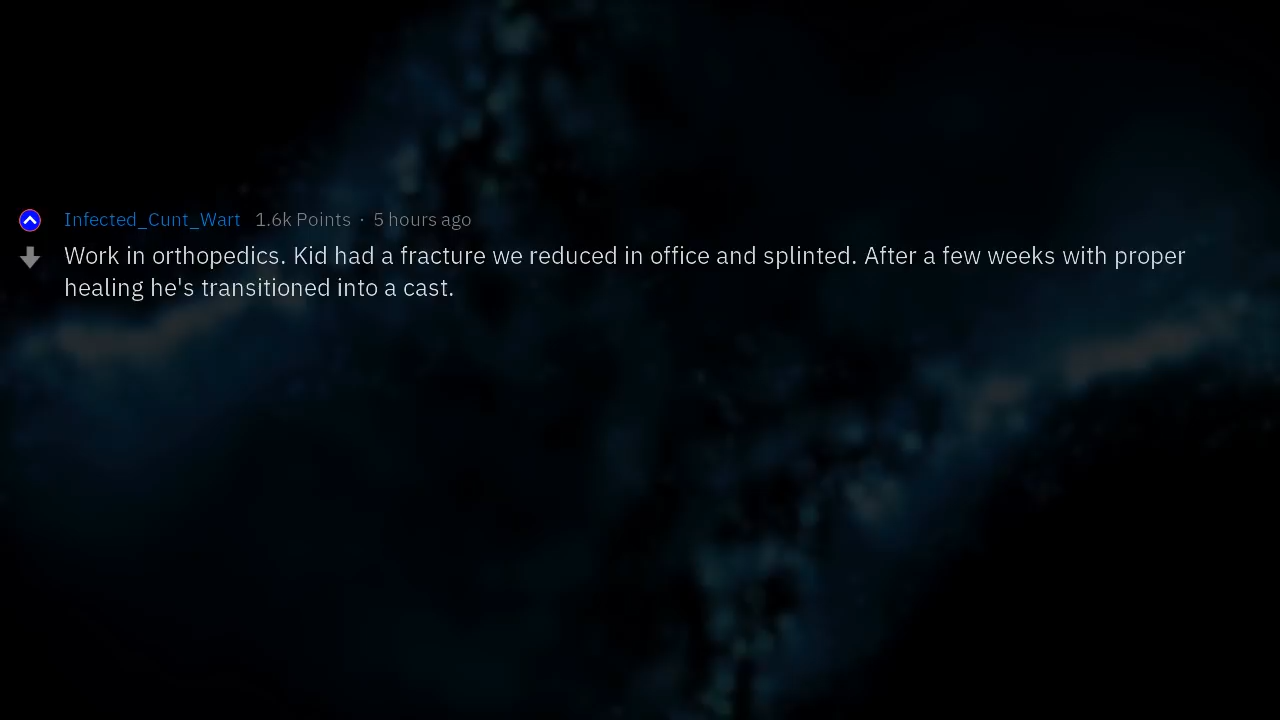 Infected_Cunt_Wart 1.6k Points · 5 hours ago
Work in orthopedics. Kid had a fracture we reduced in office and splinted. After a few weeks with proper
healing he's transitioned into a cast.